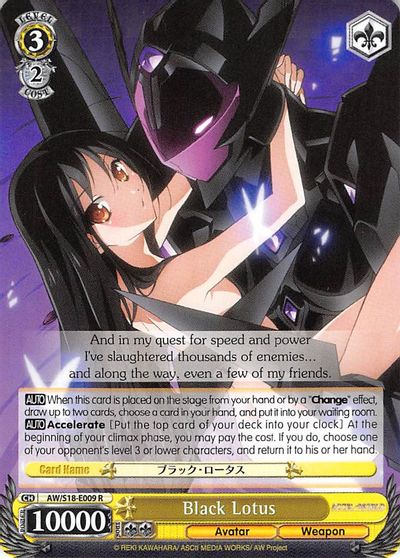 LEVEL
3
2
COST
And in my quest for speed and power
I've slaughtered thousands of enemies...
and along the way, even a few of my friends.
AUTO When this card is placed on the stage from your hand or by a "Change" effect,
draw up to two cards, choose a card in your hand, and put it into your waiting room.
AUTO Accelerate [Put the top card of your deck into your clock] At the
beginning of your climax phase, you may pay the cost. If you do, choose one
of your opponent's level 3 or lower characters, and return it to his or her hand.
Card Name ブラック・ロータス
CH AW/S18-E009 R
POWER 10000 SOUL
Black Lotus
Avatar Weapon
© REKI KAWAHARA/ ASCII MEDIA WORKS/ AW Project